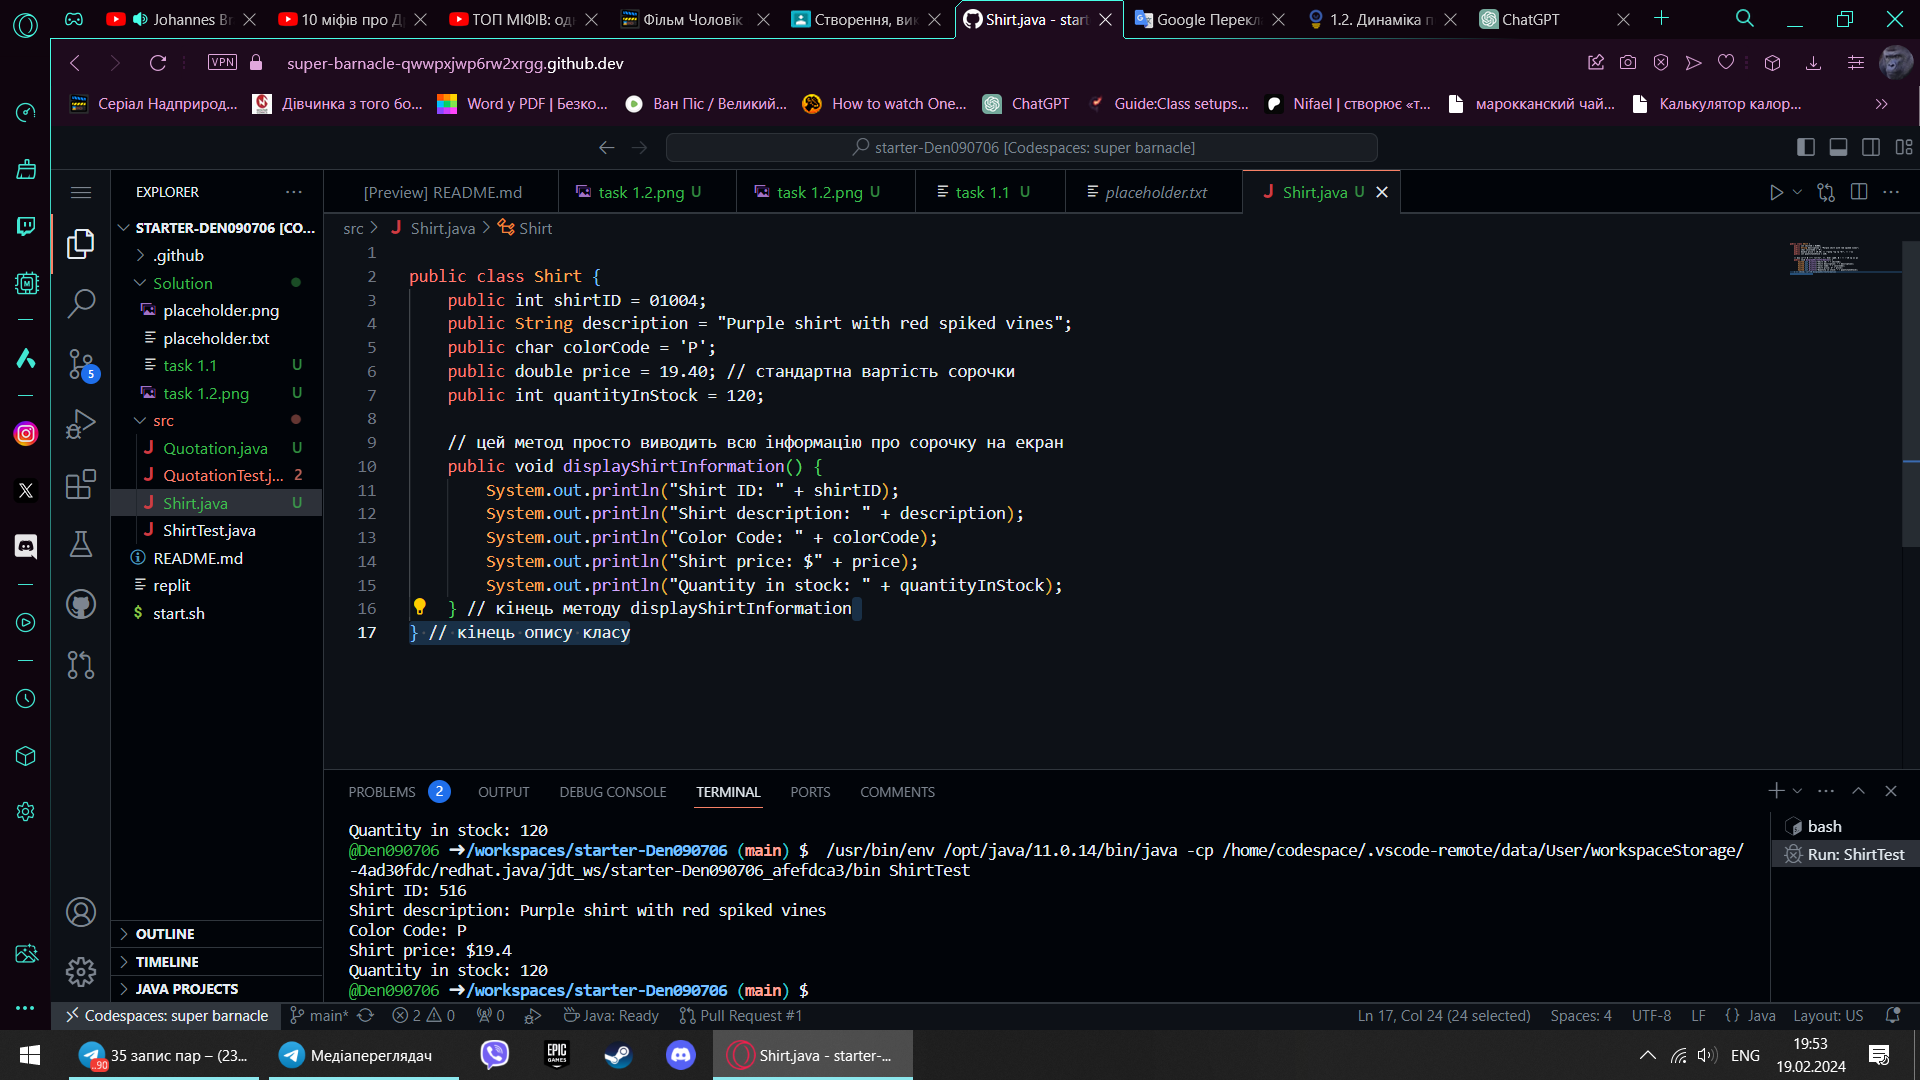 Johannes Br
10 міфів про Д
ТОП МІФІВ: од
Фільм Чоловік
Створення, вик
Shirt.java - start
Google Перекл
1.2. Динаміка п
ChatGPT
VPN
super-barnacle-qwwpxjwp6rw2xrgg.github.dev
Серіал Надприрод...
Дівчинка з того бо...
Word у PDF | Безко...
Ван Піс / Великий...
How to watch One...
ChatGPT
Guide:Class setups...
Nifael | створює «т...
марокканский чай...
Калькулятор калор...
starter-Den090706 [Codespaces: super barnacle]
EXPLORER
[Preview] README.md
task 1.2.png U
task 1.2.png U
task 1.1 U
placeholder.txt
Shirt.java U
STARTER-DEN090706 [CO...
.github
Solution
placeholder.png
placeholder.txt
task 1.1 U
task 1.2.png U
src
Quotation.java U
QuotationTest.j... 2
Shirt.java U
ShirtTest.java
README.md
replit
start.sh
5
OUTLINE
TIMELINE
JAVA PROJECTS
src > Shirt.java > Shirt
1
2 public class Shirt {
3 public int shirtID = 01004;
4 public String description = "Purple shirt with red spiked vines";
5 public char colorCode = 'P';
6 public double price = 19.40; // стандартна вартість сорочки
7 public int quantityInStock = 120;
8
9 // цей метод просто виводить всю інформацію про сорочку на екран
10 public void displayShirtInformation() {
11 System.out.println("Shirt ID: " + shirtID);
12 System.out.println("Shirt description: " + description);
13 System.out.println("Color Code: " + colorCode);
14 System.out.println("Shirt price: $" + price);
15 System.out.println("Quantity in stock: " + quantityInStock);
16 } // кінець методу displayShirtInformation
17 } // кінець опису класу
PROBLEMS 2 OUTPUT DEBUG CONSOLE TERMINAL PORTS COMMENTS
Quantity in stock: 120
@Den090706 ➜/workspaces/starter-Den090706 (main) $ /usr/bin/env /opt/java/11.0.14/bin/java -cp /home/codespace/.vscode-remote/data/User/workspaceStorage/
-4ad30fdc/redhat.java/jdt_ws/starter-Den090706_afefdca3/bin ShirtTest
Shirt ID: 516
Shirt description: Purple shirt with red spiked vines
Color Code: P
Shirt price: $19.4
Quantity in stock: 120
@Den090706 ➜/workspaces/starter-Den090706 (main) $
bash
Run: ShirtTest
Codespaces: super barnacle main* 2 0 0 Java: Ready Pull Request #1
Ln 17, Col 24 (24 selected) Spaces: 4 UTF-8 LF {} Java Layout: US
..90
35 запис пар – (23...
Медіапереглядач
EPIC GAMES
Shirt.java - starter-...
ENG
19:53
19.02.2024